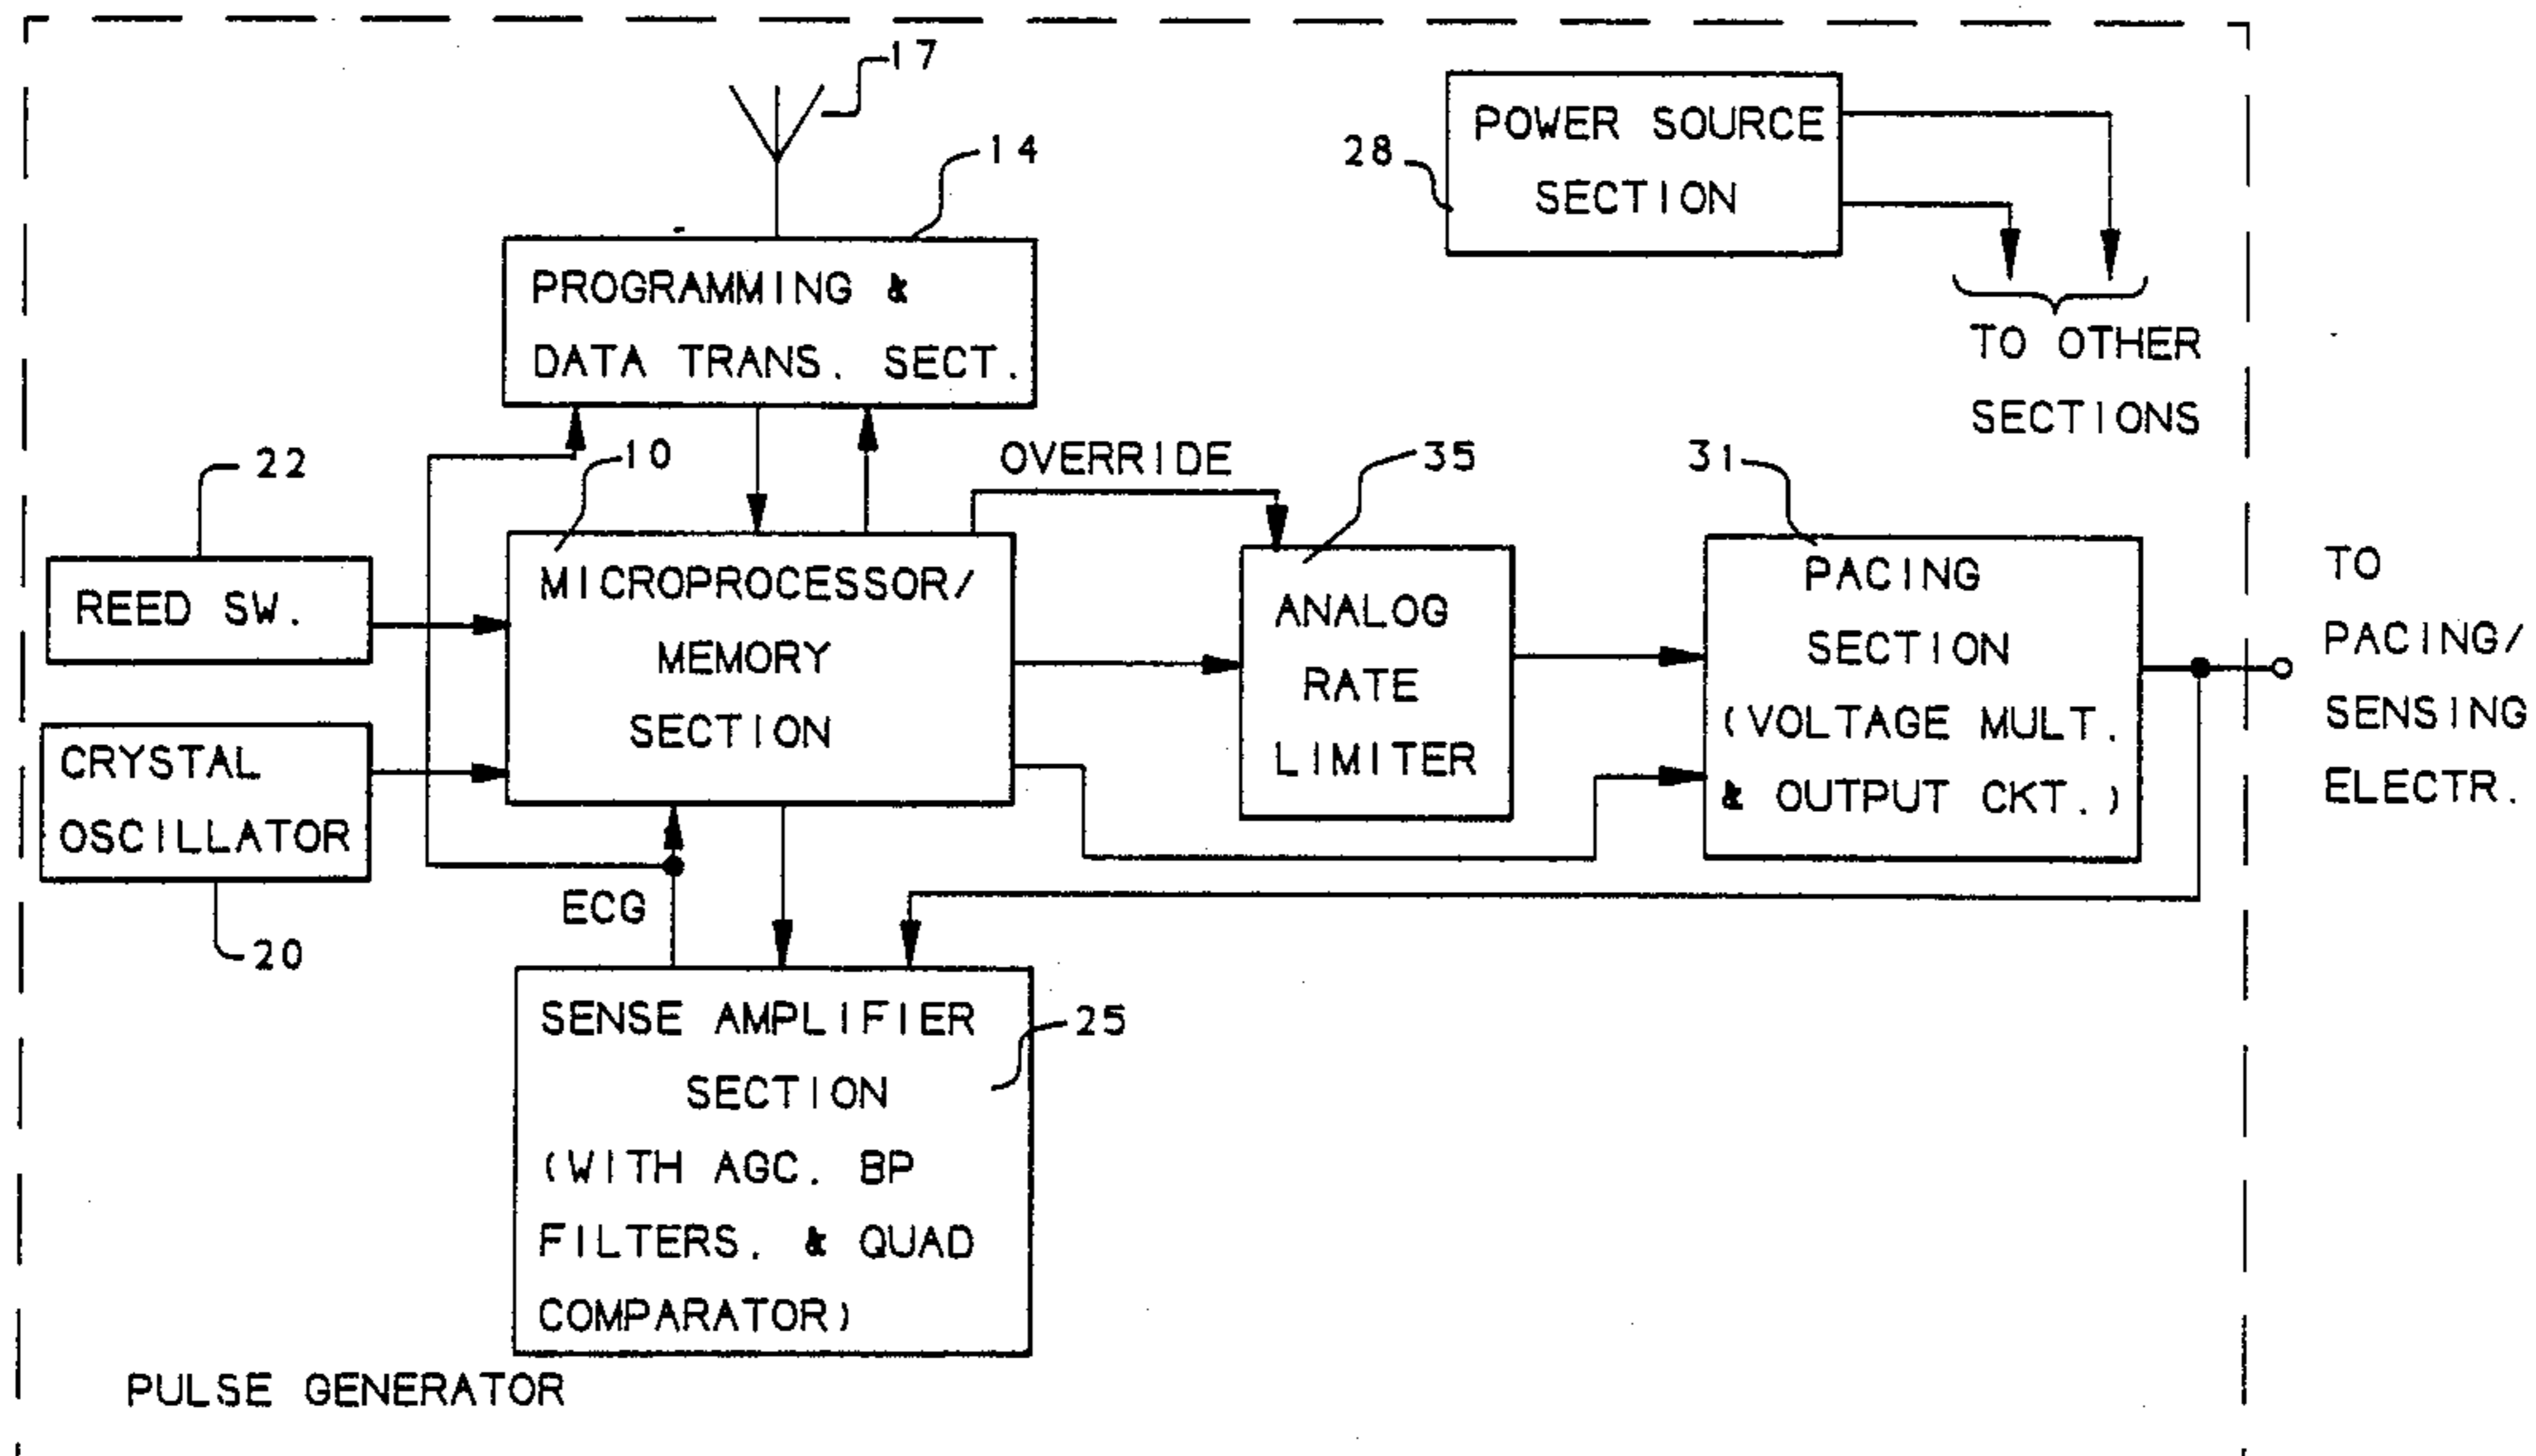 17
14
PROGRAMMING &
DATA TRANS. SECT.
28
POWER SOURCE
SECTION
TO OTHER
SECTIONS
22
REED SW.
CRYSTAL
OSCILLATOR
20
10
MICROPROCESSOR/
MEMORY
SECTION
OVERRIDE
35
ANALOG
RATE
LIMITER
31
PACING
SECTION
(VOLTAGE MULT.
& OUTPUT CKT.)
TO
PACING/
SENSING
ELECTR.
ECG
SENSE AMPLIFIER
SECTION
25
(WITH AGC. BP
FILTERS. & QUAD
COMPARATOR)
PULSE GENERATOR